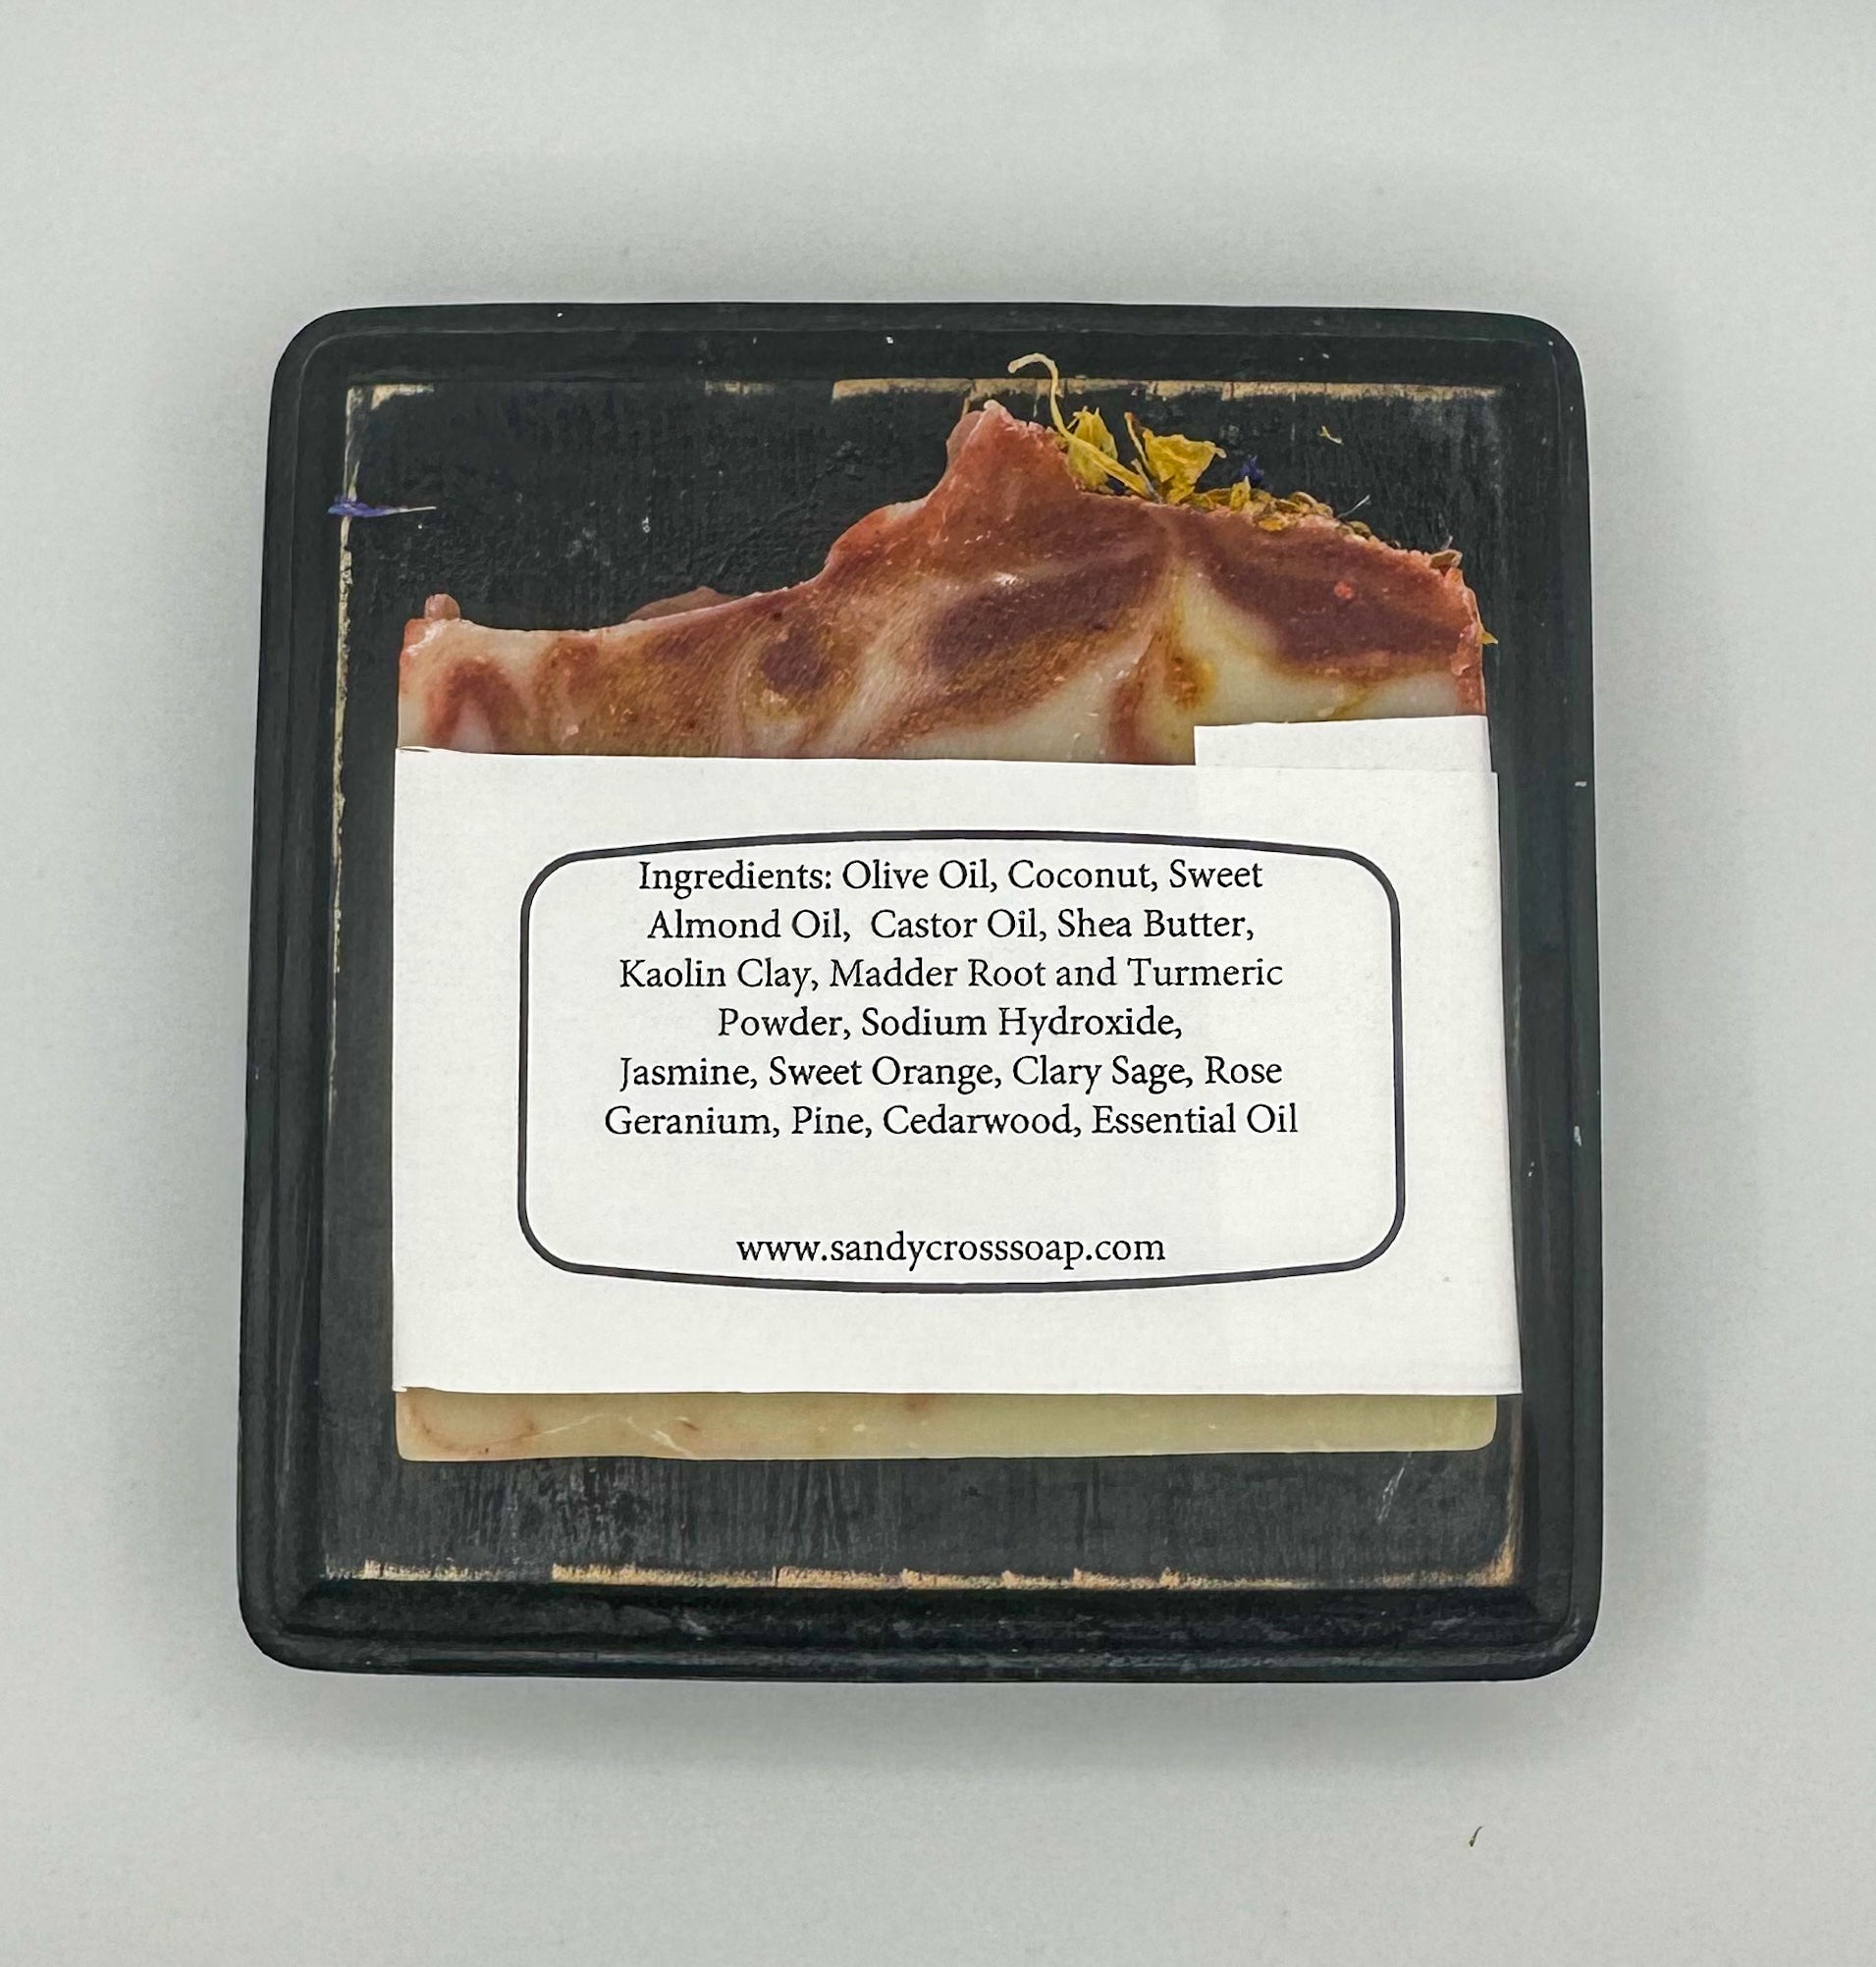 Ingredients: Olive Oil, Coconut, Sweet
Almond Oil,  Castor Oil, Shea Butter,
Kaolin Clay, Madder Root and Turmeric
Powder, Sodium Hydroxide,
Jasmine, Sweet Orange, Clary Sage, Rose
Geranium, Pine, Cedarwood, Essential Oil
www.sandycrosssoap.com